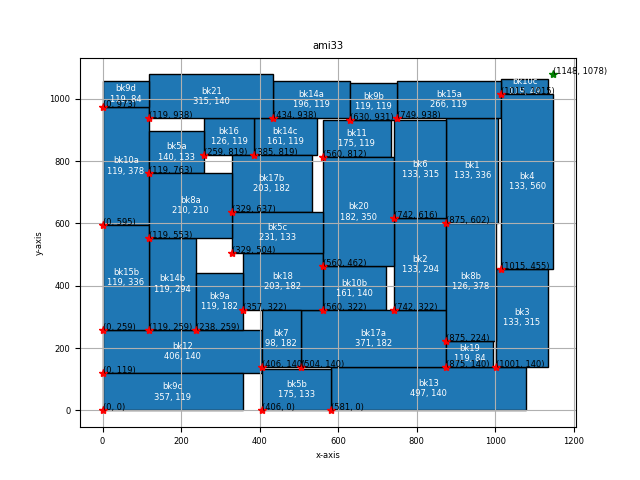 ami33
(1148, 1078)
bk9d
119, 84
(0, 973)
bk21
315, 140
bk14a
196, 119
bk9b
119, 119
bk15a
266, 119
bk10c
(1015, 1015)
(119, 938)
(434, 938)
(630, 931)
(749, 938)
bk10a
119, 378
bk5a
140, 133
bk16
126, 119
bk14c
161, 119
bk11
175, 119
(259, 819)
(385, 819)
(560, 812)
bk6
133, 315
bk1
133, 336
bk4
133, 560
(119, 763)
bk17b
203, 182
bk8a
210, 210
(329, 637)
bk20
182, 350
(742, 616)
(875, 602)
(0, 595)
(119, 553)
bk5c
231, 133
(329, 504)
(560, 462)
(1015, 455)
bk15b
119, 336
bk14b
119, 294
bk9a
119, 182
bk18
203, 182
bk10b
161, 140
bk2
133, 294
bk8b
126, 378
bk3
133, 315
(357, 322)
(560, 322)
(742, 322)
(0, 259)
(119, 259)
(238, 259)
bk12
406, 140
bk7
98, 182
bk17a
371, 182
(875, 224)
bk19
119, 84
(0, 119)
(406, 140)
(504, 140)
(875, 140)
(1001, 140)
bk9c
357, 119
bk5b
175, 133
bk13
497, 140
(0, 0)
(406, 0)
(581, 0)
0
200
400
600
800
1000
1200
x-axis
y-axis
0
200
400
600
800
1000